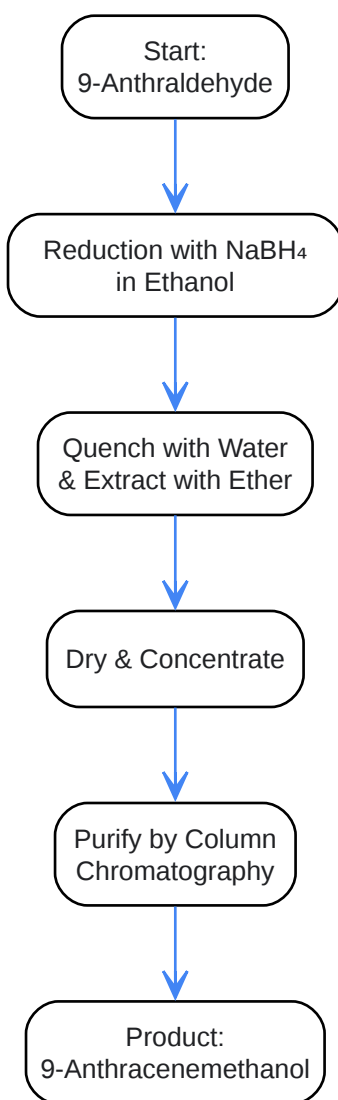 Start:
9-Anthraldehyde
Reduction with NaBH₄
in Ethanol
Quench with Water
& Extract with Ether
Dry & Concentrate
Purify by Column
Chromatography
Product:
9-Anthracenemethanol